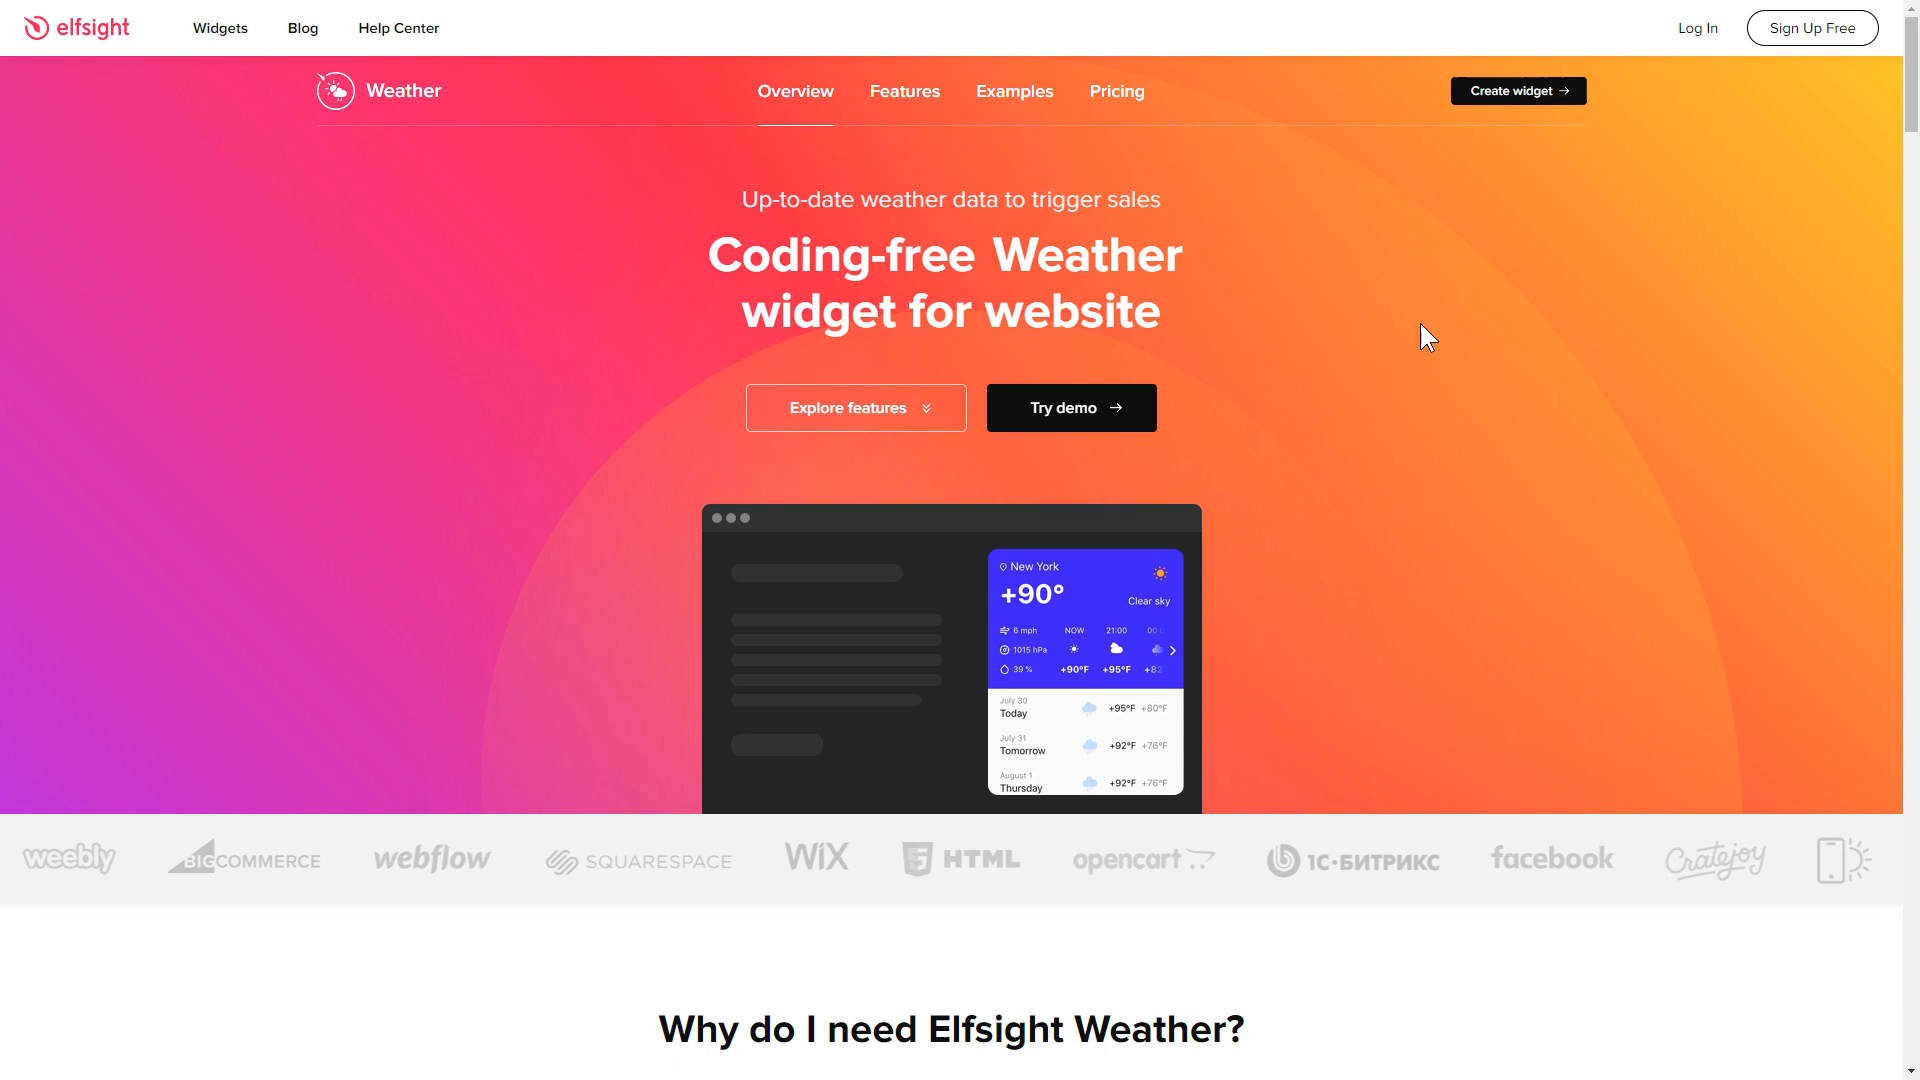 elfsight
Widgets
Blog
Help Center
Log In
Sign Up Free
Weather
Overview
Features
Examples
Pricing
Create widget →
Up-to-date weather data to trigger sales
Coding-free Weather
widget for website
Explore features
Try demo →
New York
+90°
Clear sky
6 mph NOW 21:00
1015 hPa
39 % +90°F +95°F +82
July 30
Today +95°F +80°F
July 31
Tomorrow +92°F +76°F
August 1
Thursday +92°F +76°F
weebly
BIGCOMMERCE
webflow
SQUARESPACE
WiX
HTML
opencart
1С-БИТРИКС
facebook
Cratejoy
Why do I need Elfsight Weather?